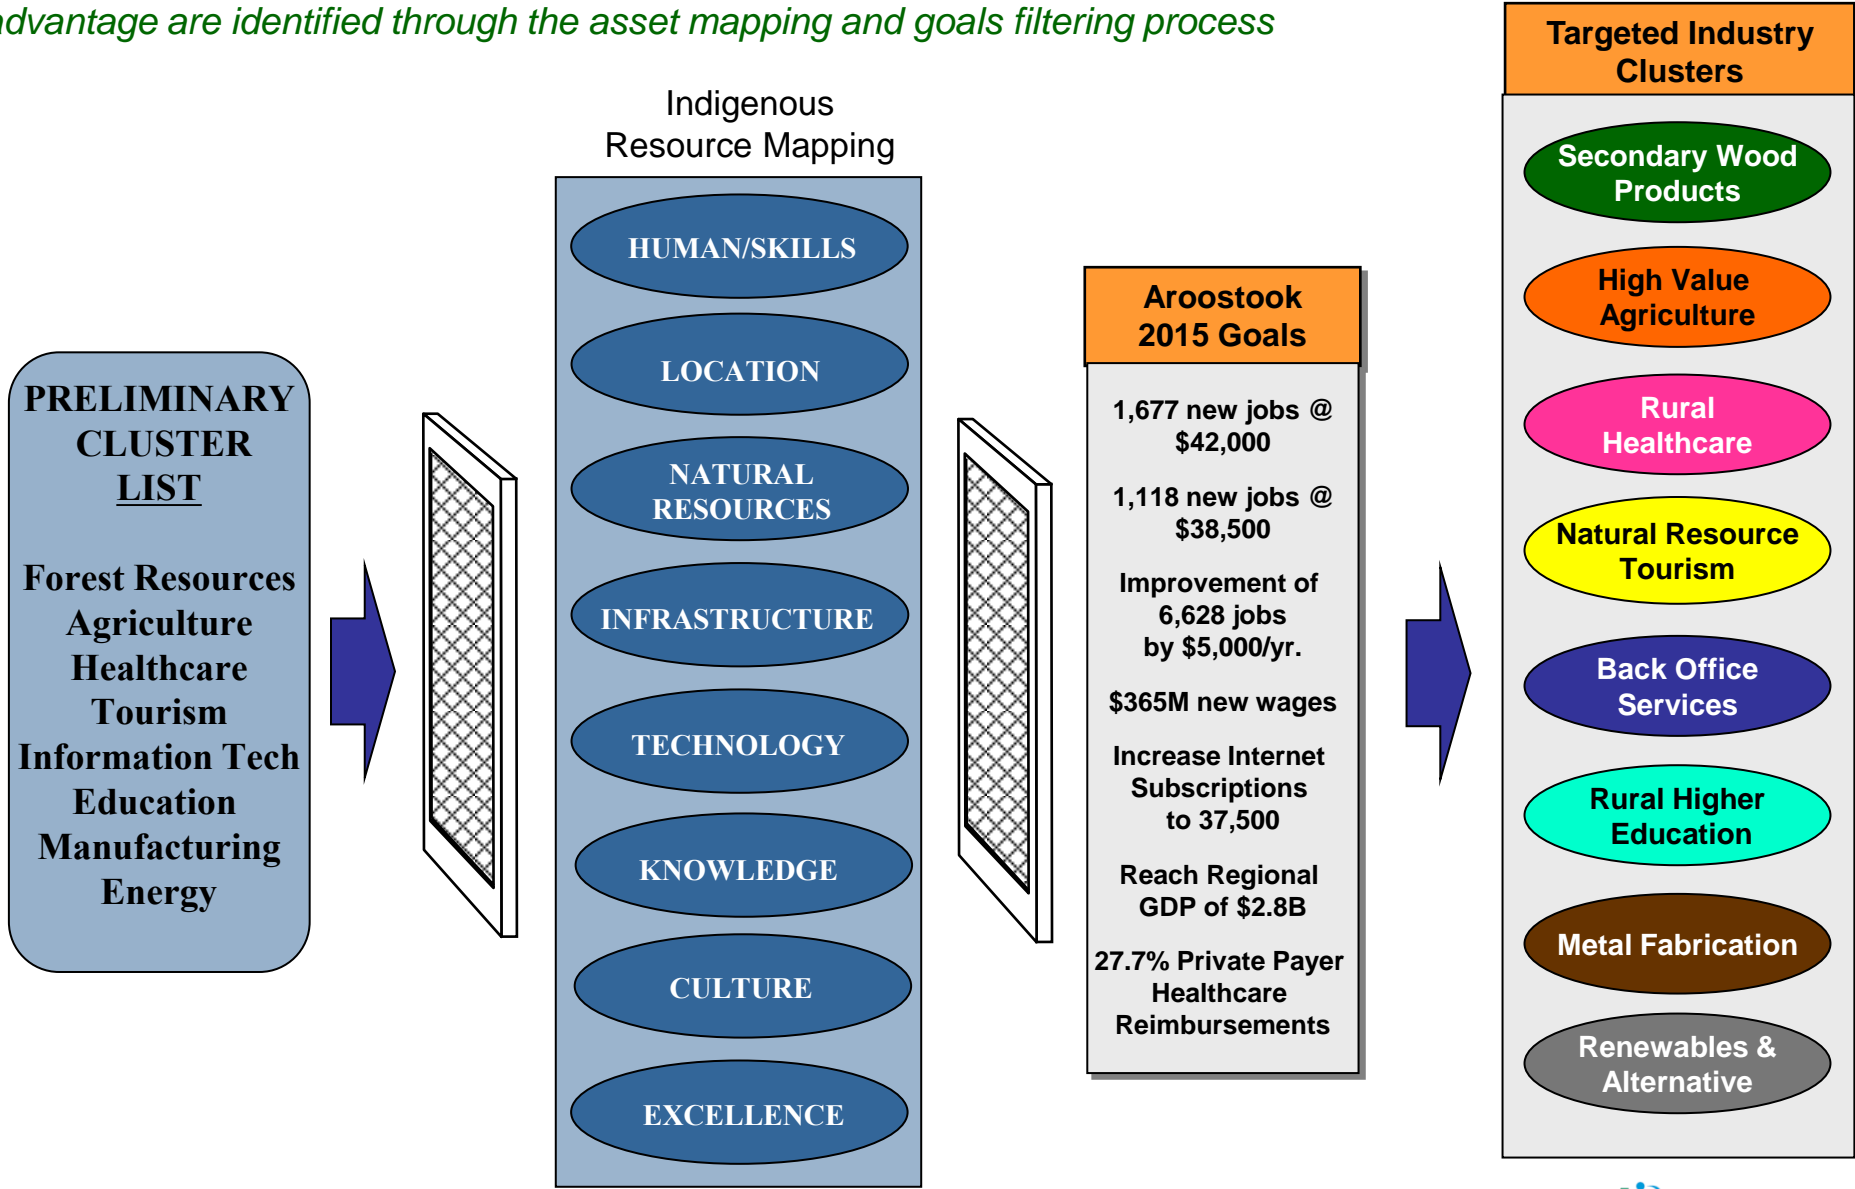 advantage are identified through the asset mapping and goals filtering process
Indigenous
Resource Mapping
PRELIMINARY
CLUSTER
LIST
Forest Resources
Agriculture
Healthcare
Tourism
Information Tech
Education
Manufacturing
Energy
HUMAN/SKILLS
LOCATION
NATURAL
RESOURCES
INFRASTRUCTURE
TECHNOLOGY
KNOWLEDGE
CULTURE
EXCELLENCE
Aroostook
2015 Goals
1,677 new jobs @
$42,000
1,118 new jobs @
$38,500
Improvement of
6,628 jobs
by $5,000/yr.
$365M new wages
Increase Internet
Subscriptions
to 37,500
Reach Regional
GDP of $2.8B
27.7% Private Payer
Healthcare
Reimbursements
Targeted Industry
Clusters
Secondary Wood
Products
High Value
Agriculture
Rural
Healthcare
Natural Resource
Tourism
Back Office
Services
Rural Higher
Education
Metal Fabrication
Renewables &
Alternative